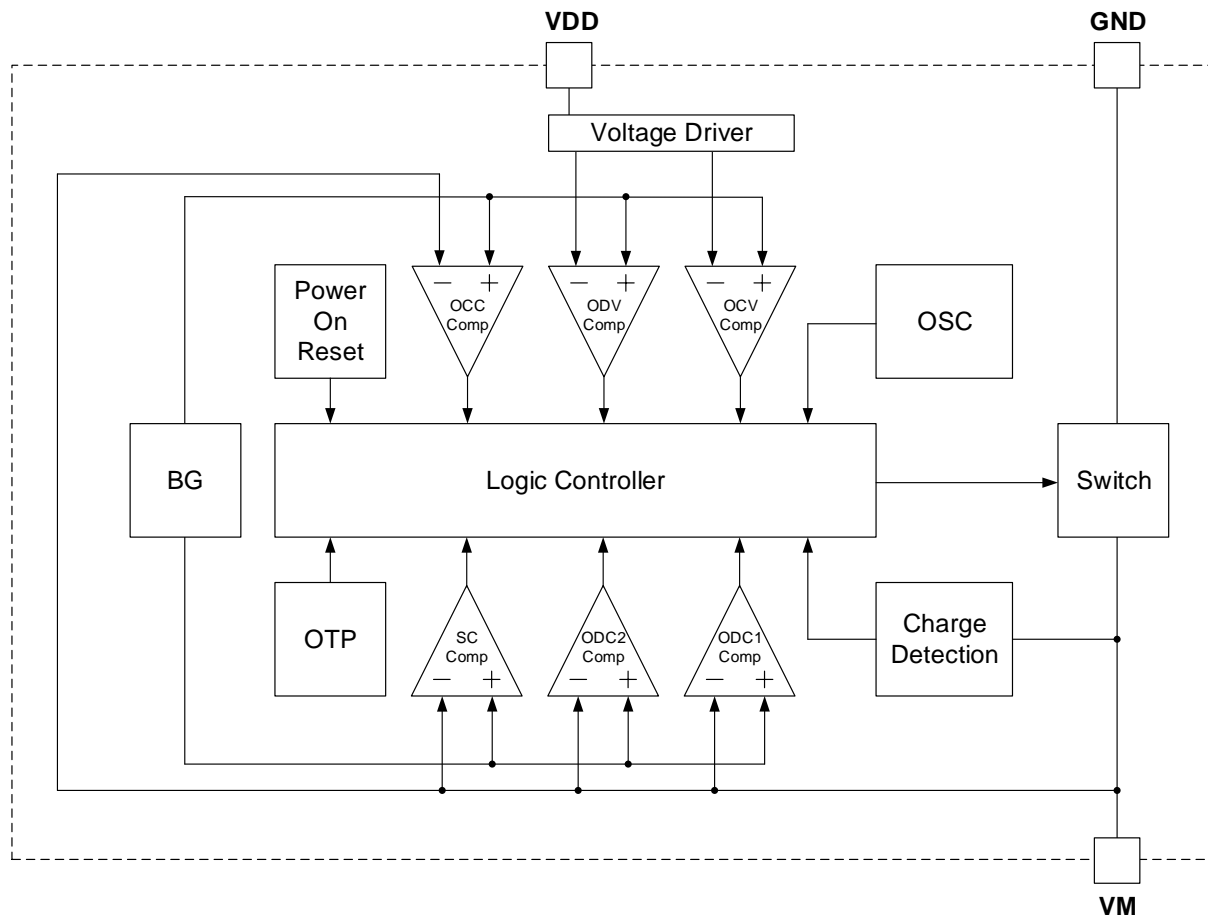 VDD
GND
Voltage Driver
Power
On
Reset
− +
OCC
Comp
− +
ODV
Comp
− +
OCV
Comp
OSC
BG
Logic Controller
Switch
OTP
SC
Comp
− +
ODC2
Comp
− +
ODC1
Comp
− +
Charge
Detection
VM